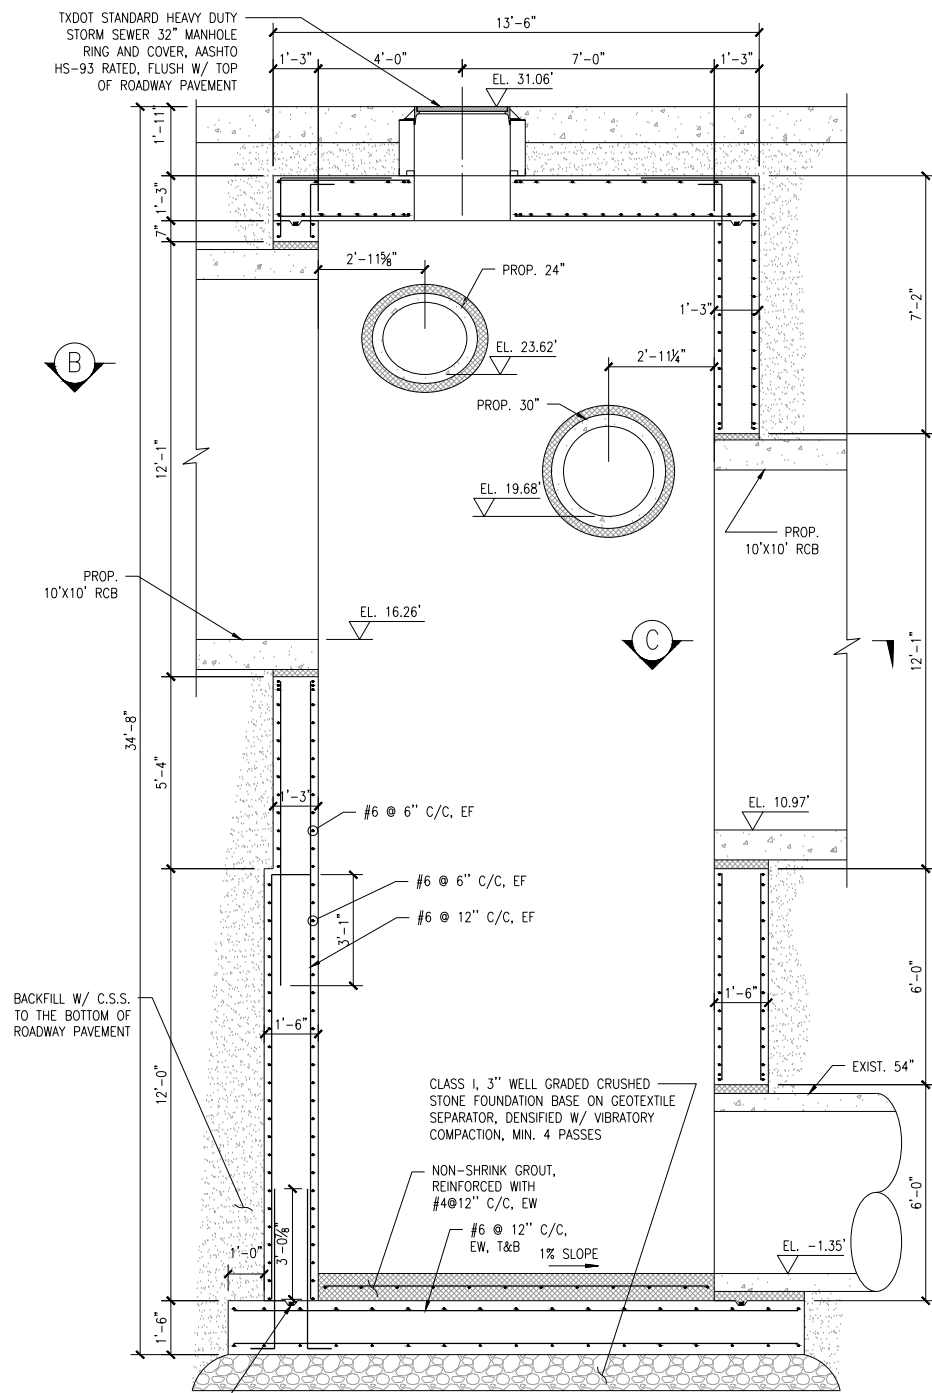 TXDOT STANDARD HEAVY DUTY
STORM SEWER 32" MANHOLE
RING AND COVER, AASHTO
HS-93 RATED, FLUSH W/ TOP
OF ROADWAY PAVEMENT
13'-6"
1'-3"
4'-0"
7'-0"
1'-3"
EL. 31.06'
1'-11"
1'-3"
7"
2'-11⅝"
PROP. 24"
1'-3"
7'-2"
EL. 23.62'
2'-11¼"
B
PROP. 30"
12'-1"
EL. 19.68'
PROP.
10'X10' RCB
PROP.
10'X10' RCB
EL. 16.26'
C
12'-1"
34'-8"
5'-4"
1'-3"
EL. 10.97'
#6 @ 6" C/C, EF
#6 @ 6" C/C, EF
#6 @ 12" C/C, EF
3'-1"
6'-0"
1'-6"
BACKFILL W/ C.S.S.
TO THE BOTTOM OF
ROADWAY PAVEMENT
1'-6"
12'-0"
EXIST. 54"
CLASS I, 3" WELL GRADED CRUSHED
STONE FOUNDATION BASE ON GEOTEXTILE
SEPARATOR, DENSIFIED W/ VIBRATORY
COMPACTION, MIN. 4 PASSES
NON-SHRINK GROUT,
REINFORCED WITH
#4@12" C/C, EW
6'-0"
#6 @ 12" C/C,
EW, T&B
1% SLOPE
EL. -1.35'
1'-0"
3'-0⅞"
1'-6"